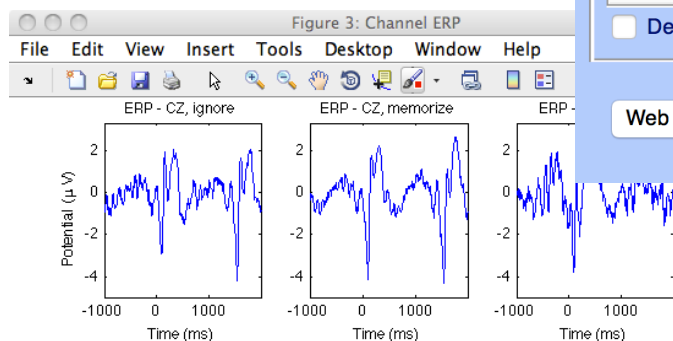 Figure 3: Channel ERP
De
File Edit View Insert Tools Desktop Window Help
Web
ERP - CZ, ignore
ERP - CZ, memorize
ERP -
Potential (μ V)
2
0
-2
-4
-1000 0 1000
Time (ms)
2
0
-2
-4
-1000 0 1000
Time (ms)
2
0
-2
-4
-1000 0 1000
Time (ms)